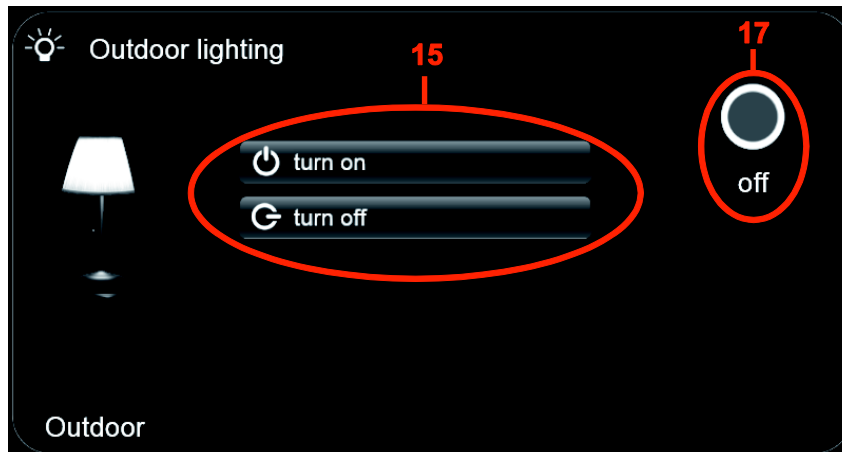 Outdoor lighting
15
17
turn on
turn off
off
Outdoor